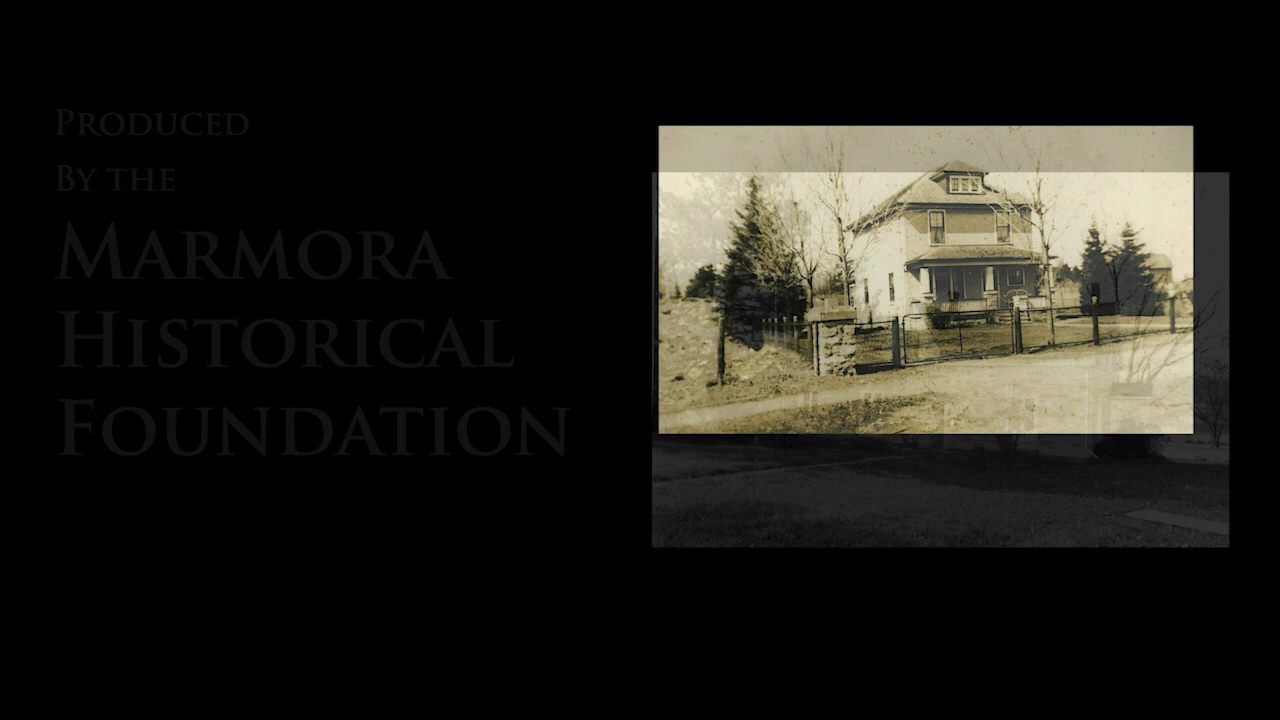 Produced
By the
Marmora
Historical
Foundation